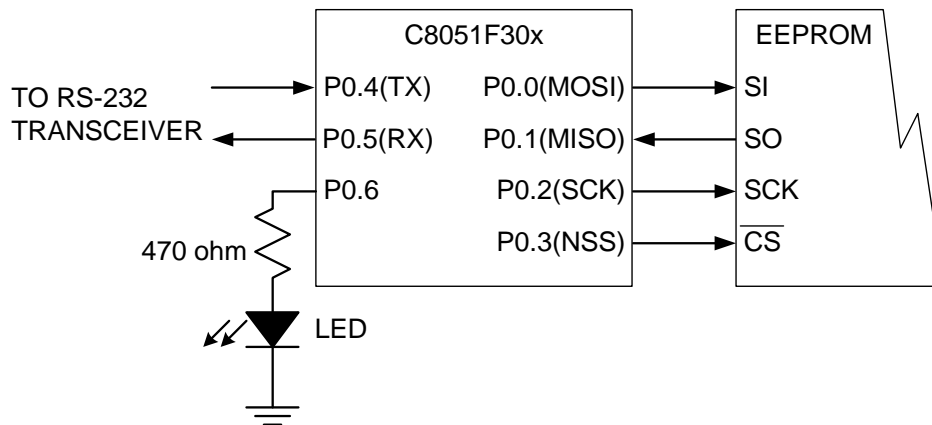 C8051F30x
EEPROM
TO RS-232
TRANSCEIVER
P0.4(TX)
P0.0(MOSI)
SI
P0.5(RX)
P0.1(MISO)
SO
P0.6
P0.2(SCK)
SCK
P0.3(NSS)
CS
470 ohm
LED